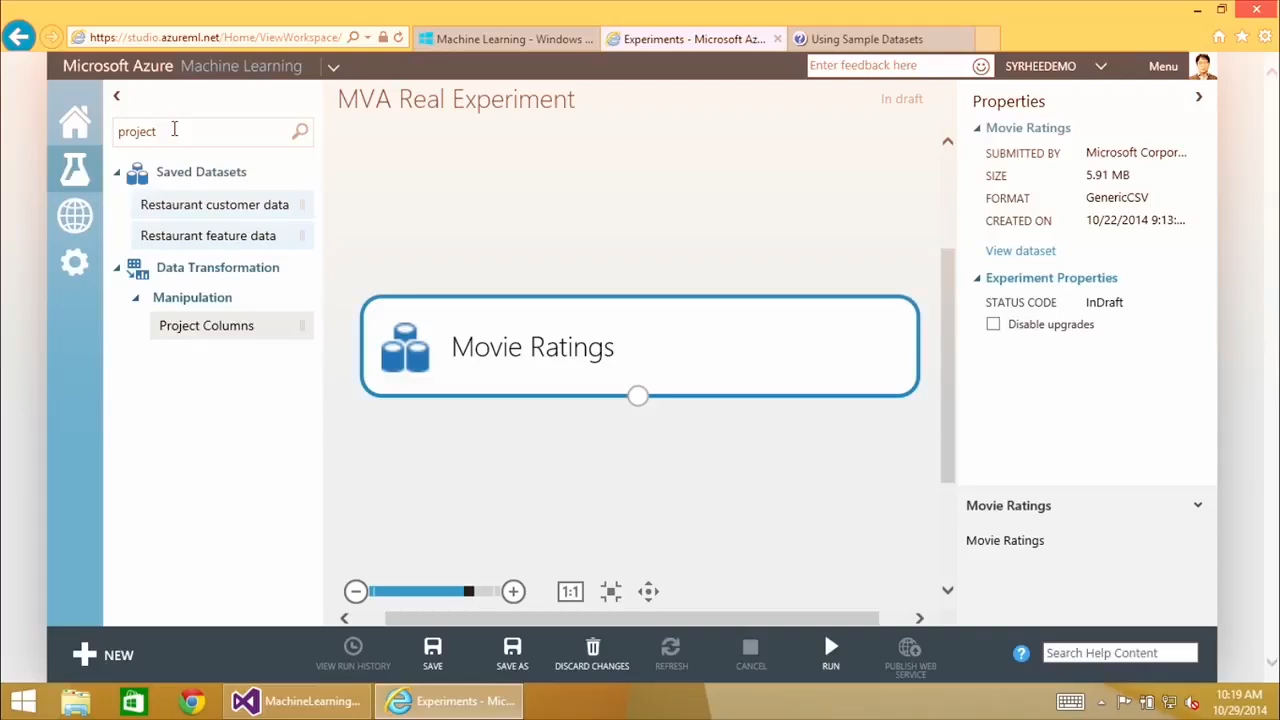 https://studio.azureml.net/Home/ViewWorkspace/
Machine Learning - Windows ...
Experiments - Microsoft Az...
Using Sample Datasets
Microsoft Azure Machine Learning
Enter feedback here
SYRHEEDEMO
Menu
project
Saved Datasets
Restaurant customer data
Restaurant feature data
Data Transformation
Manipulation
Project Columns
MVA Real Experiment
In draft
Movie Ratings
1:1
Properties
Movie Ratings
SUBMITTED BY Microsoft Corpor...
SIZE 5.91 MB
FORMAT GenericCSV
CREATED ON 10/22/2014 9:13:...
View dataset
Experiment Properties
STATUS CODE InDraft
Disable upgrades
Movie Ratings
Movie Ratings
NEW
VIEW RUN HISTORY
SAVE
SAVE AS
DISCARD CHANGES
REFRESH
CANCEL
RUN
PUBLISH WEB
SERVICE
?
Search Help Content
MachineLearning...
Experiments - Mic...
10:19 AM
10/29/2014